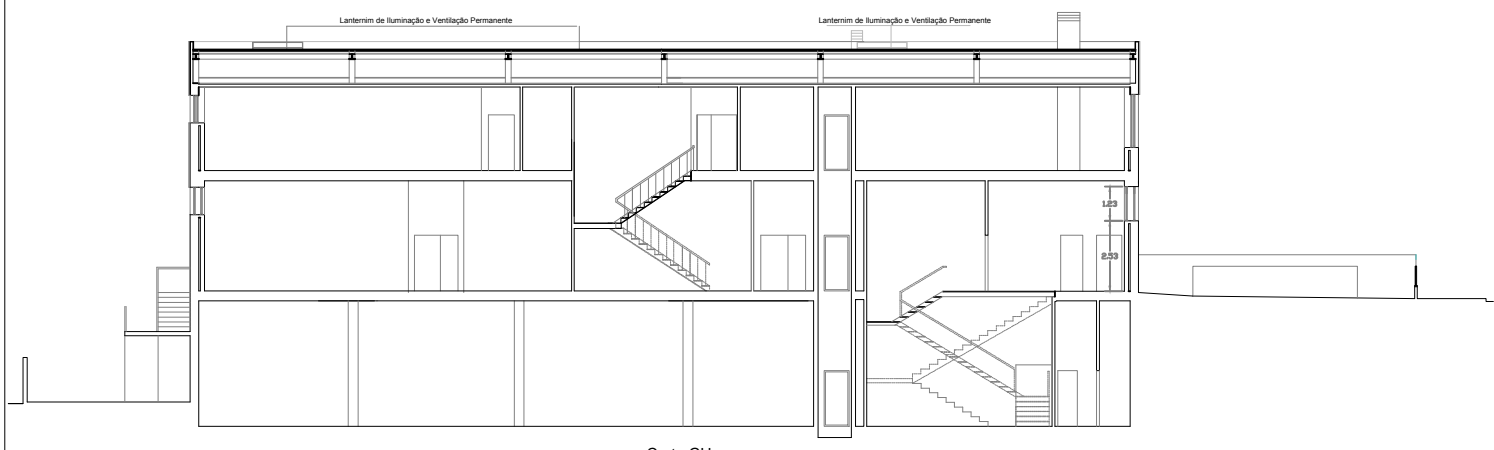 Lanternim de Iluminação e Ventilação Permanente
Lanternim de Iluminação e Ventilação Permanente
1.23
2.53